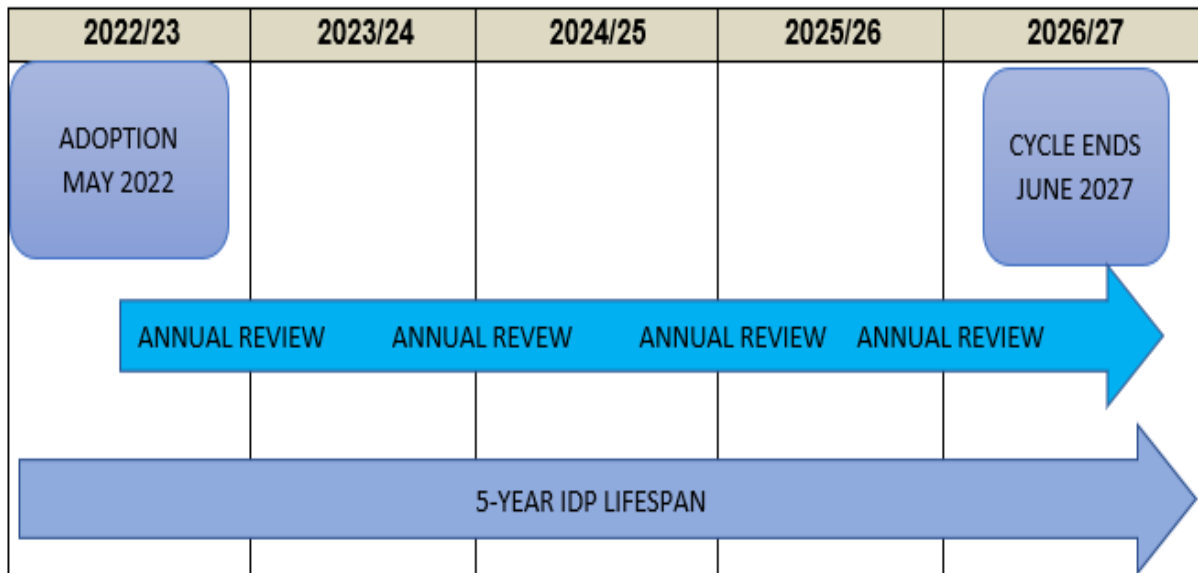 2022/23 2023/24 2024/25 2025/26 2026/27
ADOPTION
MAY 2022
CYCLE ENDS
JUNE 2027
ANNUAL REVIEW ANNUAL REVEW ANNUAL REVIEW ANNUAL REVIEW
5-YEAR IDP LIFESPAN